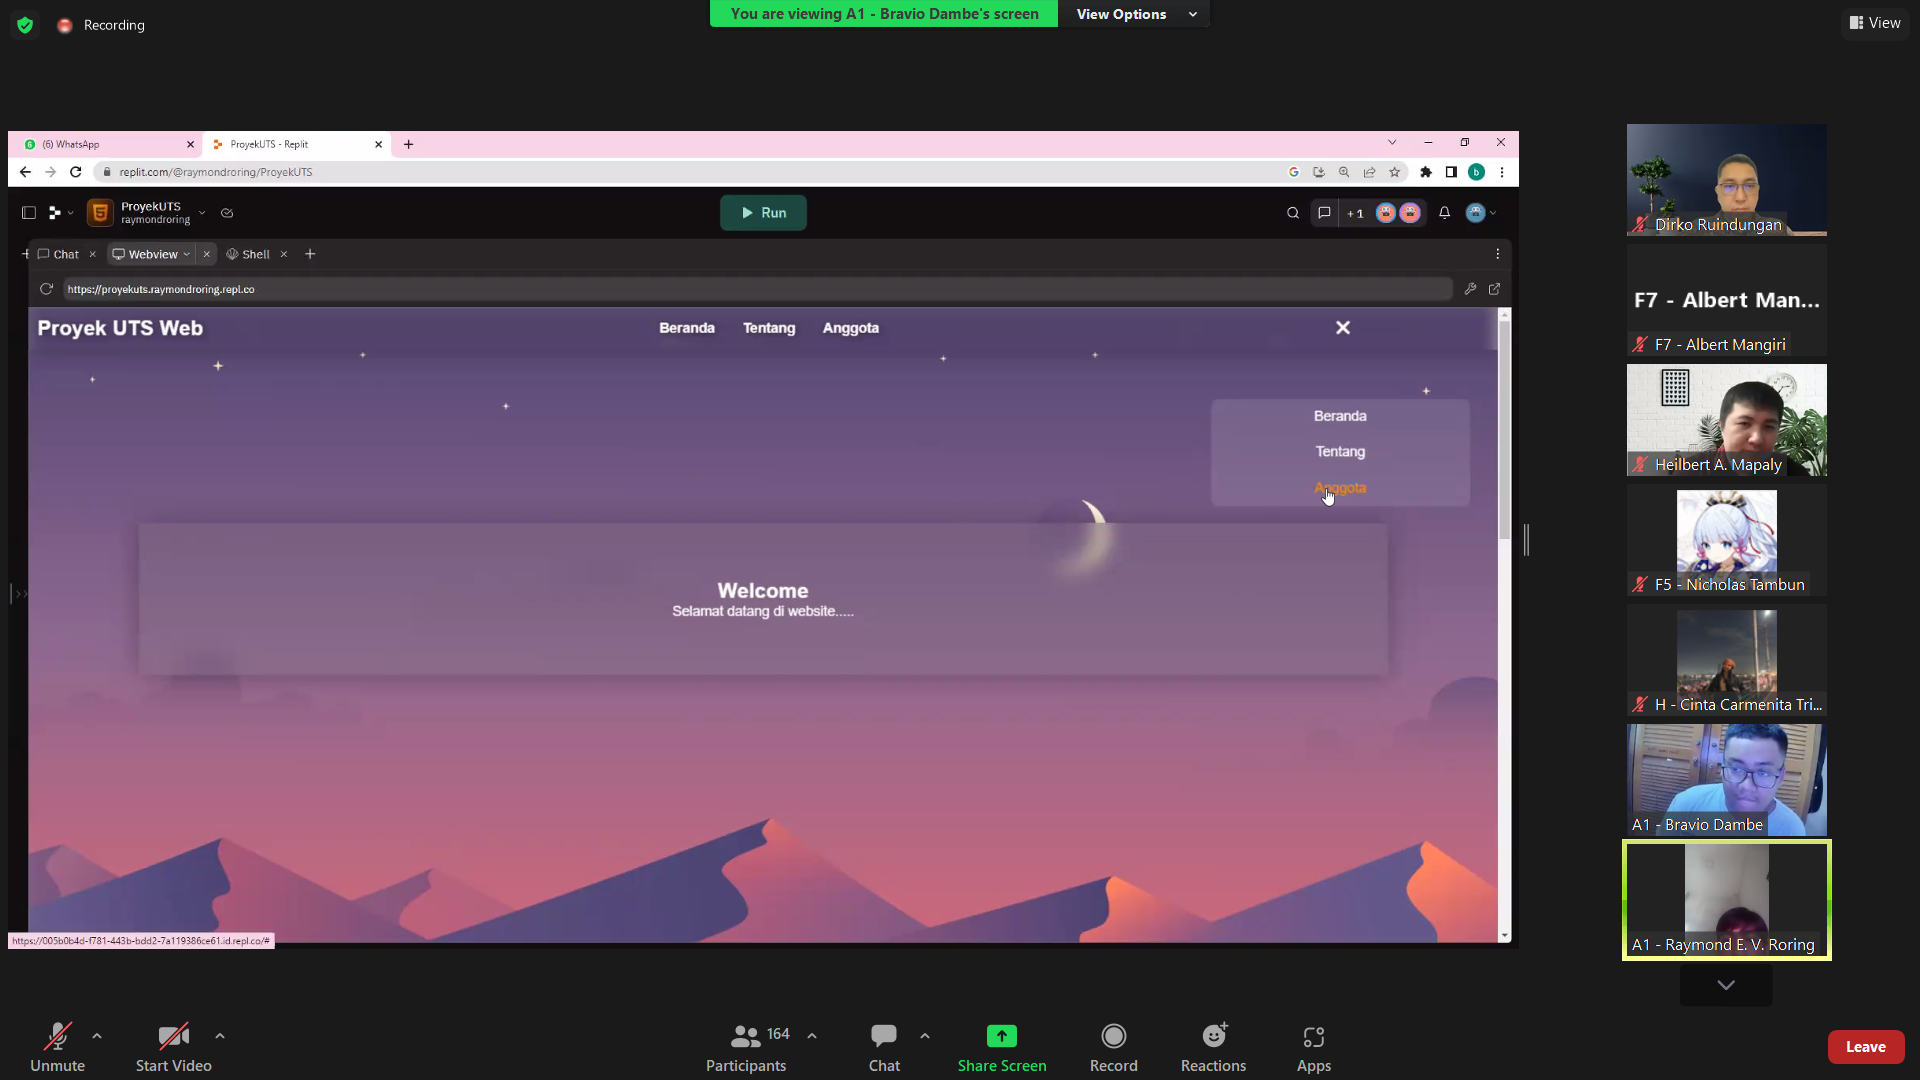 Recording
You are viewing A1 - Bravio Dambe's screen
View Options
View
(6) WhatsApp
ProyekUTS - Replit
replit.com/@raymondroring/ProyekUTS
b
ProyekUTS
raymondroring
Run
+1
Chat
Webview
Shell
https://proyekuts.raymondroring.repl.co
Proyek UTS Web
Beranda
Tentang
Anggota
Beranda
Tentang
Anggota
Welcome
Selamat datang di website.....
https://005b0b4d-f781-443b-bdd2-7a119386ce61.id.repl.co/#
Dirko Ruindungan
F7 - Albert Man...
F7 - Albert Mangiri
Heilbert A. Mapaly
F5 - Nicholas Tambun
H - Cinta Carmenita Tri...
A1 - Bravio Dambe
A1 - Raymond E. V. Roring
Unmute
Start Video
Participants
164
Chat
Share Screen
Record
Reactions
Apps
Leave